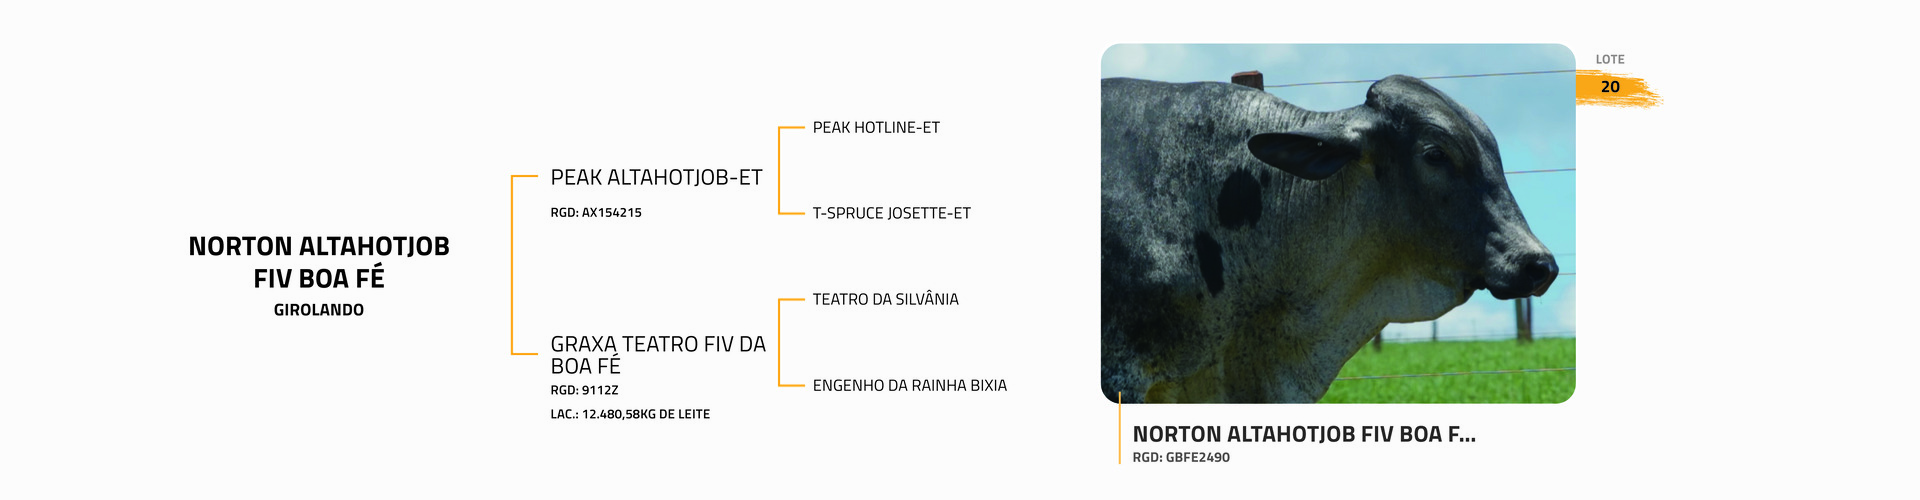 NORTON ALTAHOTJOB
FIV BOA FÉ
GIROLANDO
PEAK ALTAHOTJOB-ET
RGD: AX154215
GRAXA TEATRO FIV DA
BOA FÉ
RGD: 9112Z
LAC.: 12.480,58KG DE LEITE
PEAK HOTLINE-ET
T-SPRUCE JOSETTE-ET
TEATRO DA SILVÂNIA
ENGENHO DA RAINHA BIXIA
LOTE
20
NORTON ALTAHOTJOB FIV BOA F...
RGD: GBFE2490